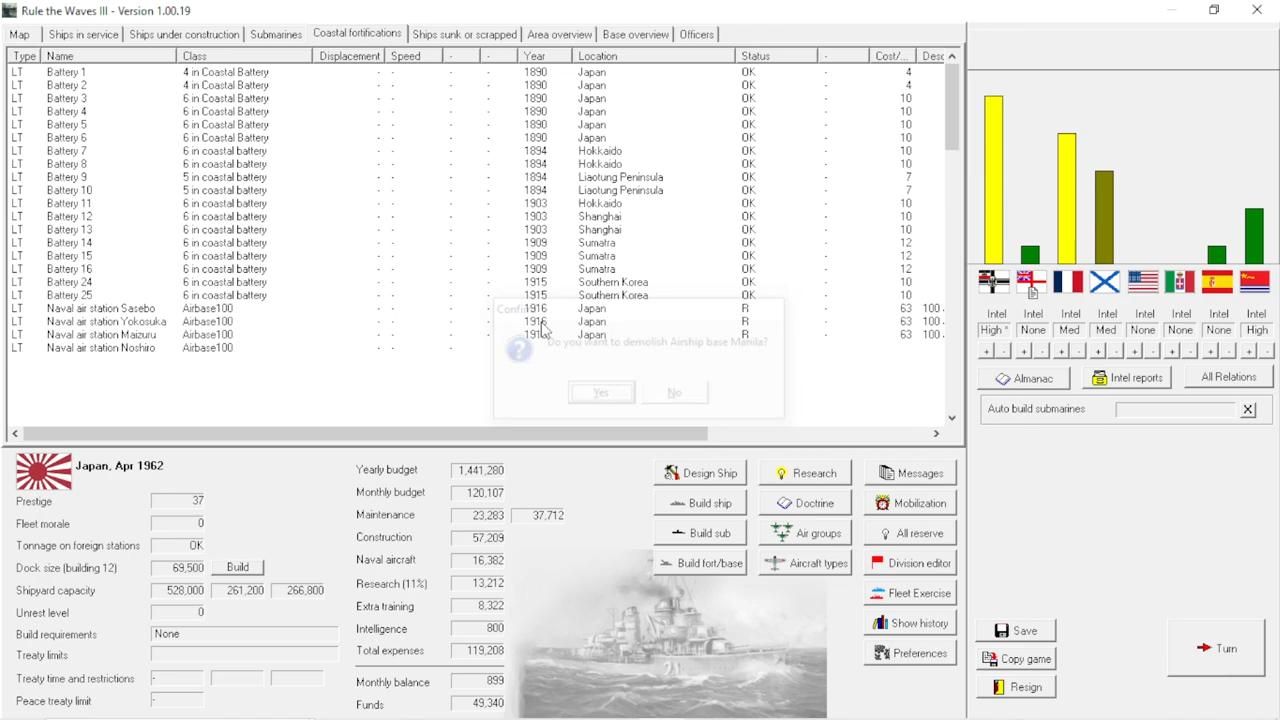 Rule the Waves III - Version 1.00.19
Map Ships in service Ships under construction Submarines Coastal fortifications Ships sunk or scrapped Area overview Base overview Officers
Type Name Class Displacement Speed - - Year Location Status - Cost/... Desc
LT Battery 1 4 in Coastal Battery - - - - 1890 Japan OK - 4
LT Battery 2 4 in Coastal Battery - - - - 1890 Japan OK - 4
LT Battery 3 6 in Coastal Battery - - - - 1890 Japan OK - 10
LT Battery 4 6 in Coastal Battery - - - - 1890 Japan OK - 10
LT Battery 5 6 in Coastal Battery - - - - 1890 Japan OK - 10
LT Battery 6 6 in Coastal Battery - - - - 1890 Japan OK - 10
LT Battery 7 6 in coastal battery - - - - 1894 Hokkaido OK - 10
LT Battery 8 6 in coastal battery - - - - 1894 Hokkaido OK - 10
LT Battery 9 5 in coastal battery - - - - 1894 Liaotung Peninsula OK - 7
LT Battery 10 5 in coastal battery - - - - 1894 Liaotung Peninsula OK - 7
LT Battery 11 6 in coastal battery - - - - 1903 Hokkaido OK - 10
LT Battery 12 6 in coastal battery - - - - 1903 Shanghai OK - 10
LT Battery 13 6 in coastal battery - - - - 1903 Shanghai OK - 10
LT Battery 14 6 in coastal battery - - - - 1909 Sumatra OK - 12
LT Battery 15 6 in coastal battery - - - - 1909 Sumatra OK - 12
LT Battery 16 6 in coastal battery - - - - 1909 Sumatra OK - 12
LT Battery 24 6 in coastal battery - - - - 1915 Southern Korea OK - 10
LT Battery 25 6 in coastal battery - - - - 1915 Southern Korea OK - 10
LT Naval air station Sasebo Airbase100 - - - - 1916 Japan R - 63 100
LT Naval air station Yokosuka Airbase100 - - - - 1916 Japan R - 63 100
LT Naval air station Maizuru Airbase100 - - - - Japan R - 63 100
LT Naval air station Noshiro Airbase100 - -
Do you want to demolish Airship base Manila?
Yes No
Intel Intel Intel Intel Intel Intel Intel Intel
High * None Med Med None None None High
+ - + - + - + - + - + - + - + -
Almanac Intel reports All Relations
Auto build submarines X
Japan, Apr 1962
Prestige 37
Fleet morale 0
Tonnage on foreign stations OK
Dock size (building 12) 69,500 Build
Shipyard capacity 528,000 261,200 266,800
Unrest level 0
Build requirements None
Treaty limits
Treaty time and restrictions -
Peace treaty limit -
Yearly budget 1,441,280
Monthly budget 120,107
Maintenance 23,283 37,712
Construction 57,209
Naval aircraft 16,382
Research (11%) 13,212
Extra training 8,322
Intelligence 800
Total expenses 119,208
Monthly balance 899
Funds 49,340
Design Ship Research Messages
Build ship Doctrine Mobilization
Build sub Air groups All reserve
Build fort/base Aircraft types Division editor
Fleet Exercise
Show history
Preferences
Save
Copy game
Resign
Turn